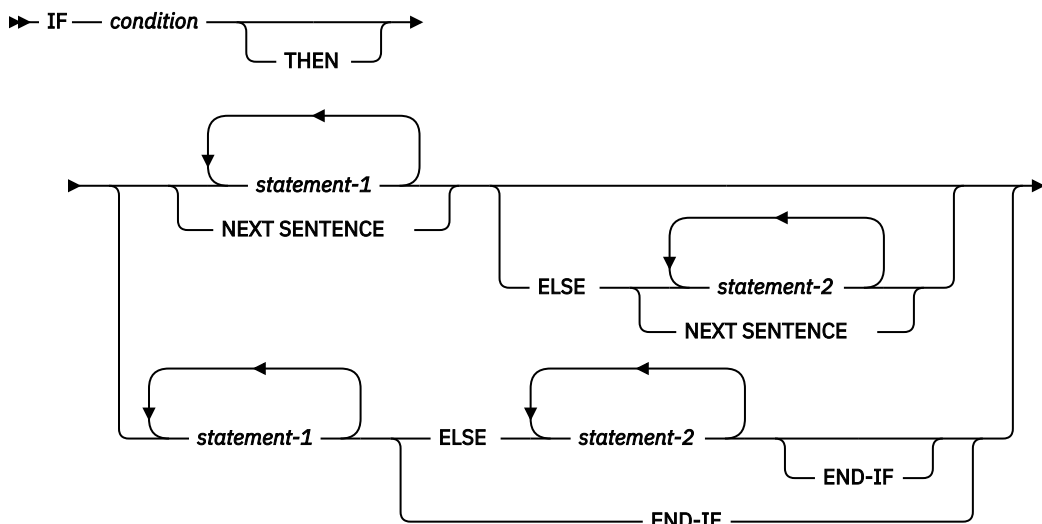 IF condition
THEN
statement-1
NEXT SENTENCE
ELSE statement-2
NEXT SENTENCE
statement-1 ELSE statement-2
END-IF
END-IF